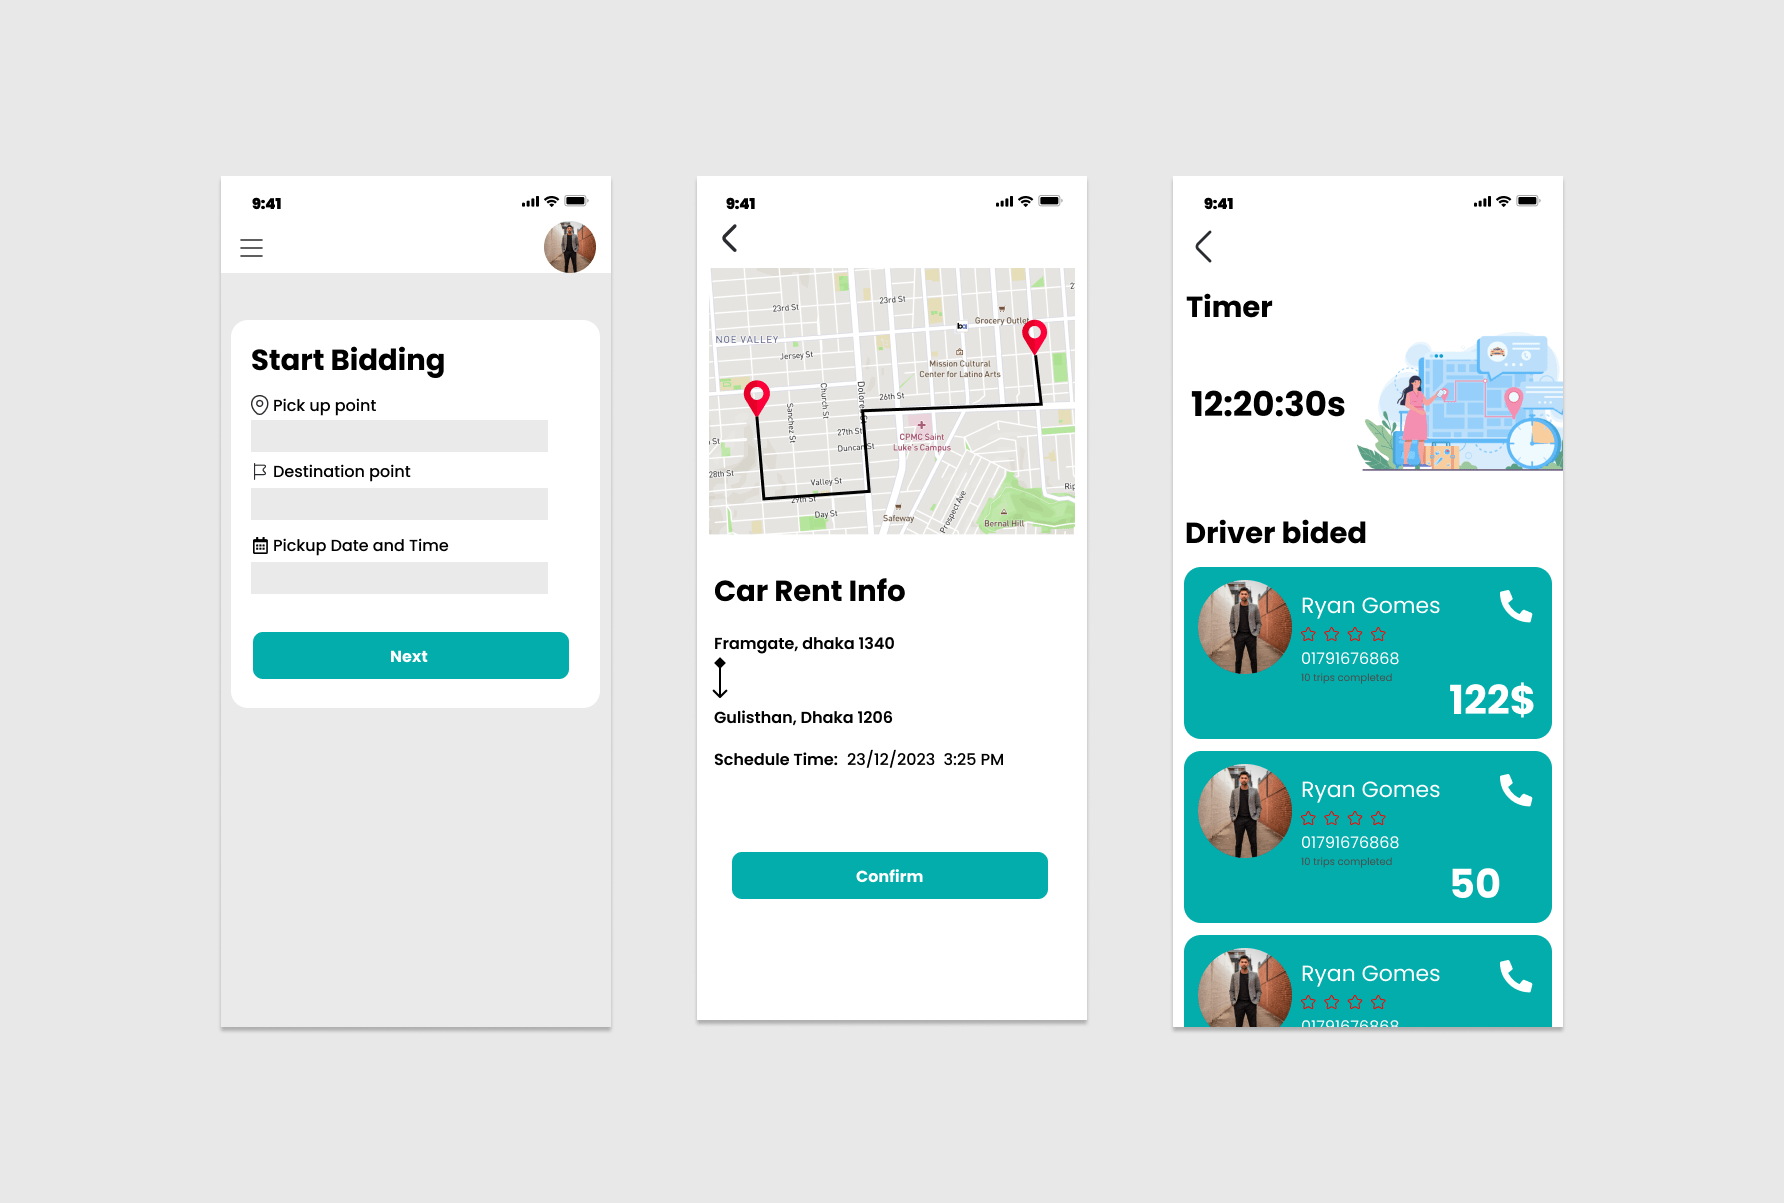 9:41
Start Bidding
Pick up point
Destination point
Pickup Date and Time
Next
9:41
23rd St
23rd St
Grocery Outlet
NOE VALLEY
Jersey St
Mission Cultural
Center for Latino Arts
Church St
Sanchez St
26th St
27th St
CPMC Saint
Luke's Campus
Duncan St
28th St
Valley St
29th St
Day St
Safeway
Prospect Ave
Bernal Hill
Car Rent Info
Framgate, dhaka 1340
Gulisthan, Dhaka 1206
Schedule Time: 23/12/2023 3:25 PM
Confirm
9:41
Timer
12:20:30s
Driver bided
Ryan Gomes
01791676868
10 trips completed
122$
Ryan Gomes
01791676868
10 trips completed
50
Ryan Gomes
01791676868